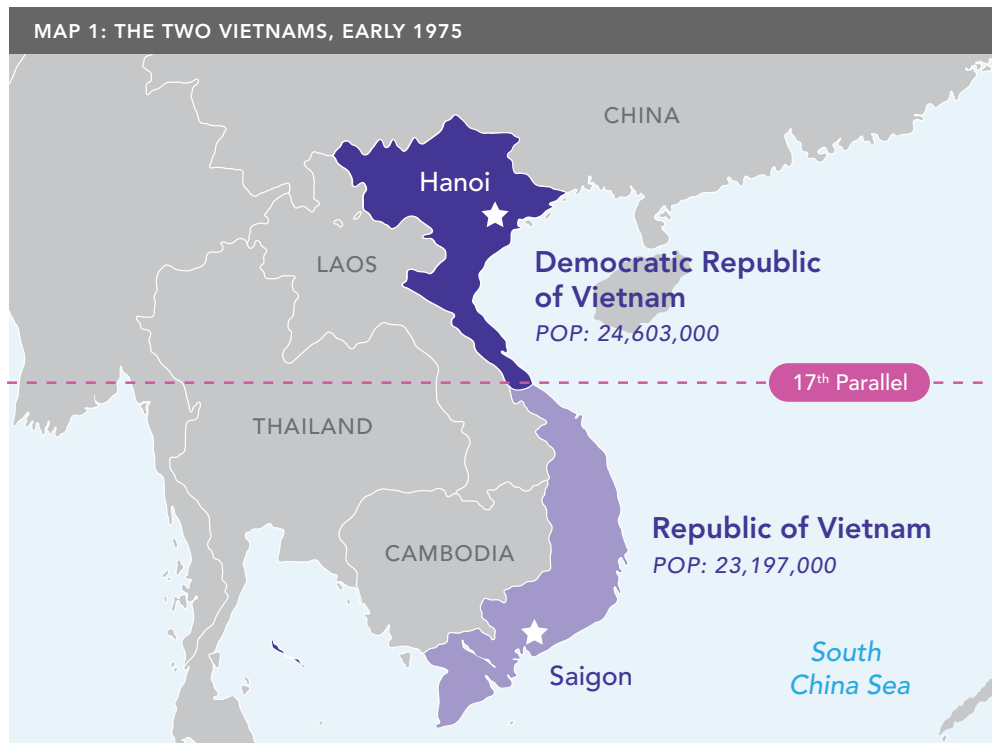 MAP 1: THE TWO VIETNAMS, EARLY 1975
CHINA
Hanoi
LAOS
Democratic Republic
of Vietnam
POP: 24,603,000
17th Parallel
THAILAND
Republic of Vietnam
POP: 23,197,000
CAMBODIA
Saigon
South
China Sea